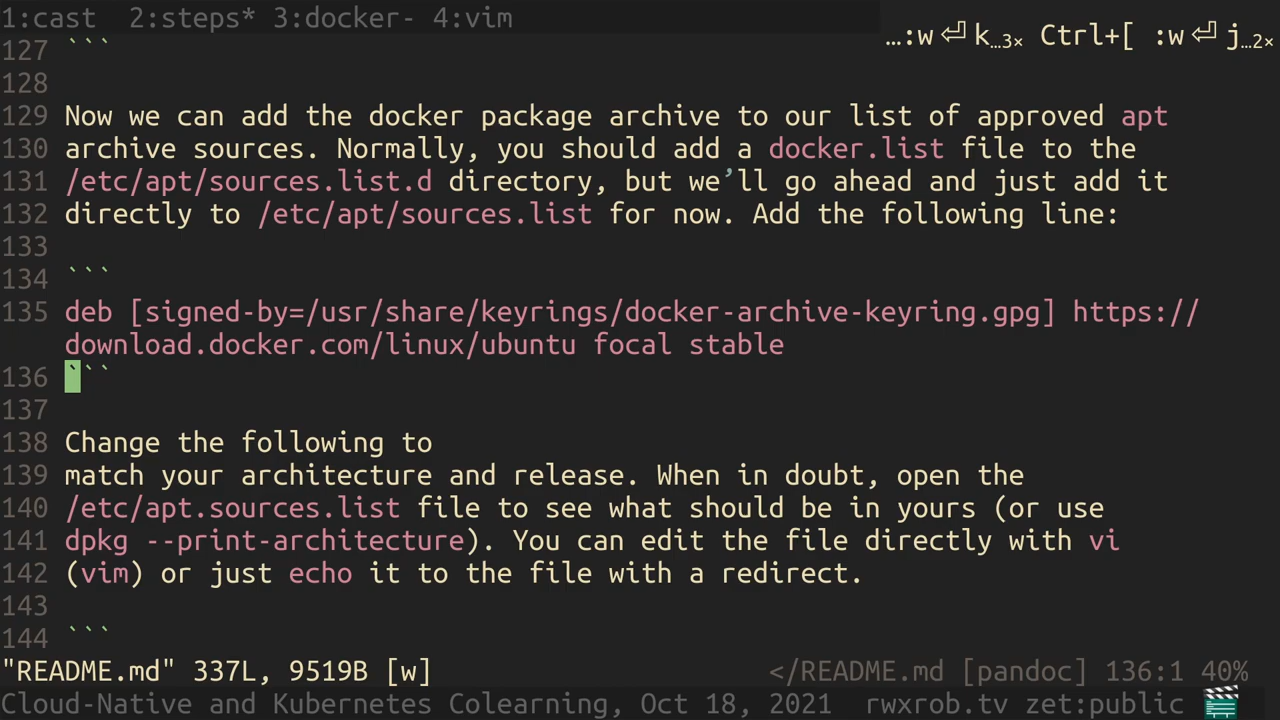 1:cast  2:steps* 3:docker- 4:vim
…:w⏎ k…3× Ctrl+[ :w⏎ j…2×
127 ```
128
129 Now we can add the docker package archive to our list of approved apt
130 archive sources. Normally, you should add a docker.list file to the
131 /etc/apt/sources.list.d directory, but we’ll go ahead and just add it
132 directly to /etc/apt/sources.list for now. Add the following line:
133
134 ```
135 deb [signed-by=/usr/share/keyrings/docker-archive-keyring.gpg] https://
download.docker.com/linux/ubuntu focal stable
136 ```
137
138 Change the following to
139 match your architecture and release. When in doubt, open the
140 /etc/apt.sources.list file to see what should be in yours (or use
141 dpkg --print-architecture). You can edit the file directly with vi
142 (vim) or just echo it to the file with a redirect.
143
144 ```
"README.md" 337L, 9519B [w] </README.md [pandoc] 136:1 40%
Cloud-Native and Kubernetes Colearning, Oct 18, 2021 rwxrob.tv zet:public 🎬